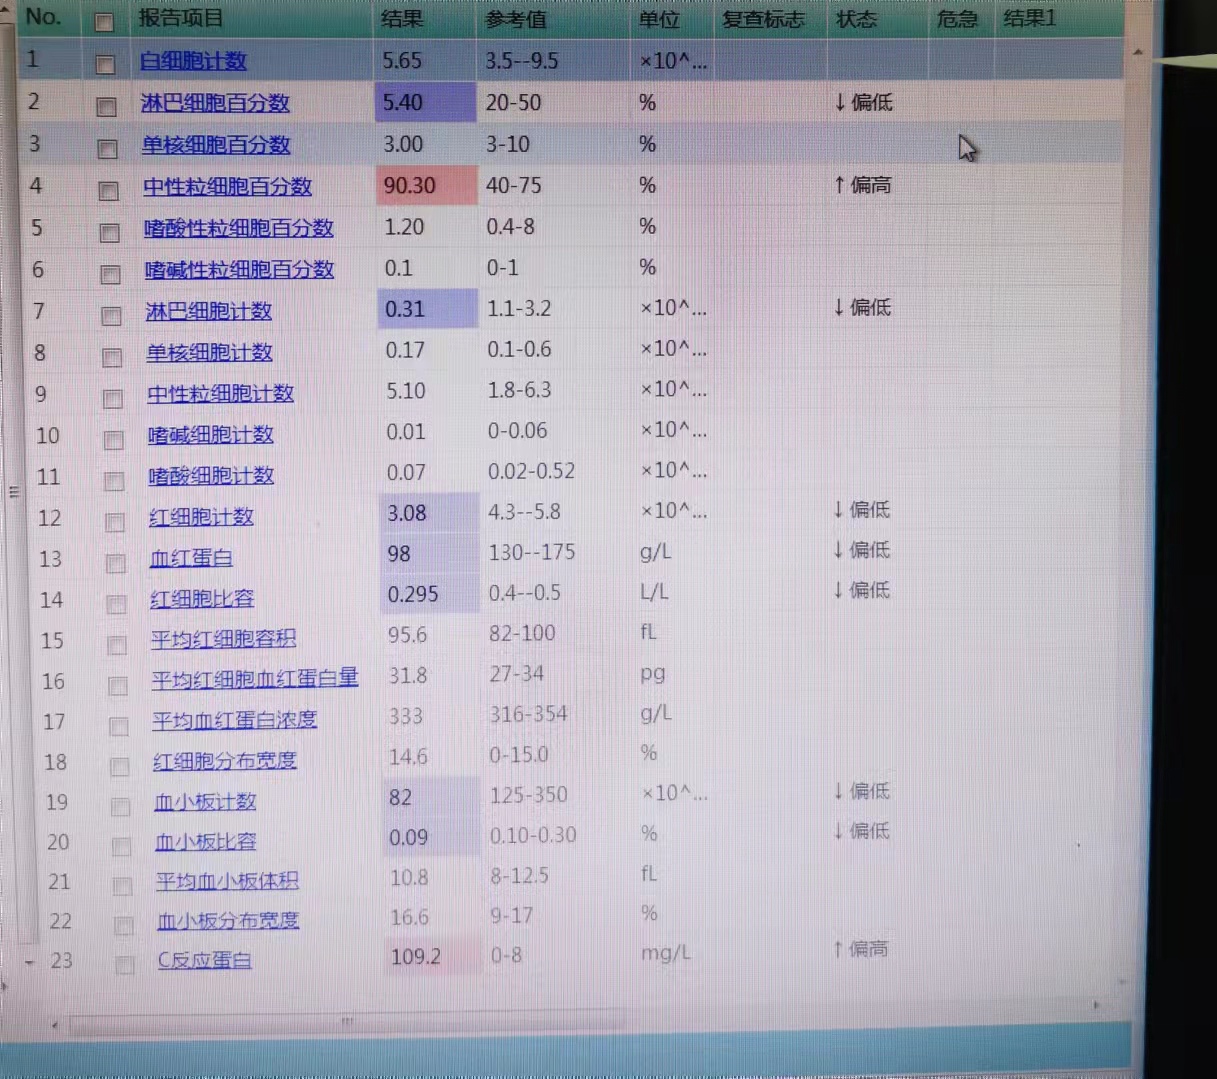 No. 报告项目 结果 参考值 单位 复查标志 状态 危急 结果1
1 白细胞计数 5.65 3.5--9.5 ×10^...
2 淋巴细胞百分数 5.40 20-50 % ↓偏低
3 单核细胞百分数 3.00 3-10 %
4 中性粒细胞百分数 90.30 40-75 % ↑偏高
5 嗜酸性粒细胞百分数 1.20 0.4-8 %
6 嗜碱性粒细胞百分数 0.1 0-1 %
7 淋巴细胞计数 0.31 1.1-3.2 ×10^... ↓偏低
8 单核细胞计数 0.17 0.1-0.6 ×10^...
9 中性粒细胞计数 5.10 1.8-6.3 ×10^...
10 嗜碱细胞计数 0.01 0-0.06 ×10^...
11 嗜酸细胞计数 0.07 0.02-0.52 ×10^...
12 红细胞计数 3.08 4.3--5.8 ×10^... ↓偏低
13 血红蛋白 98 130--175 g/L ↓偏低
14 红细胞比容 0.295 0.4--0.5 L/L ↓偏低
15 平均红细胞容积 95.6 82-100 fL
16 平均红细胞血红蛋白量 31.8 27-34 pg
17 平均血红蛋白浓度 333 316-354 g/L
18 红细胞分布宽度 14.6 0-15.0 %
19 血小板计数 82 125-350 ×10^... ↓偏低
20 血小板比容 0.09 0.10-0.30 % ↓偏低
21 平均血小板体积 10.8 8-12.5 fL
22 血小板分布宽度 16.6 9-17 %
23 C反应蛋白 109.2 0-8 mg/L ↑偏高